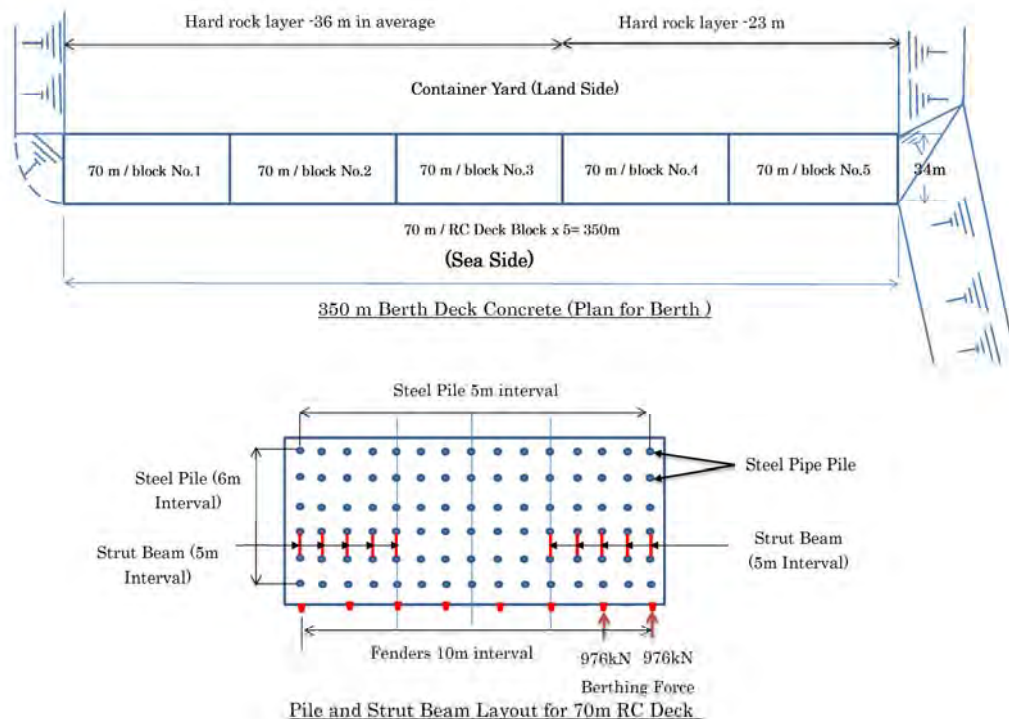 Hard rock layer -36 m in average
Hard rock layer -23 m
Container Yard (Land Side)
70 m / block No.1
70 m / block No.2
70 m / block No.3
70 m / block No.4
70 m / block No.5
34m
70 m / RC Deck Block x 5= 350m
(Sea Side)
350 m Berth Deck Concrete (Plan for Berth )
Steel Pile 5m interval
Steel Pile (6m
Interval)
Steel Pipe Pile
Strut Beam (5m
Interval)
Strut Beam
(5m Interval)
Fenders 10m interval
976kN
976kN
Berthing Force
Pile and Strut Beam Layout for 70m RC Deck